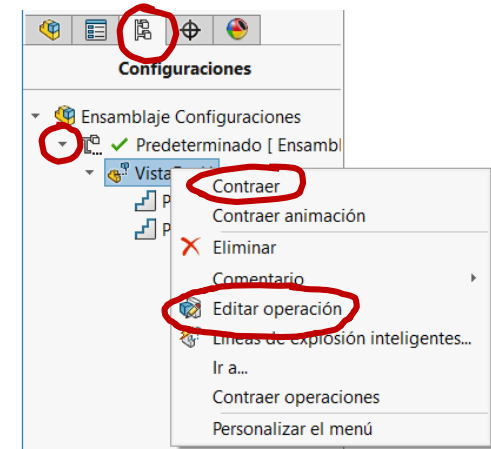 Configuraciones
Ensamblaje Configuraciones
Predeterminado [ Ensambl
Contraer
Contraer animación
Eliminar
Comentario
Editar operación
Líneas de explosión inteligentes...
Ir a...
Contraer operaciones
Personalizar el menú